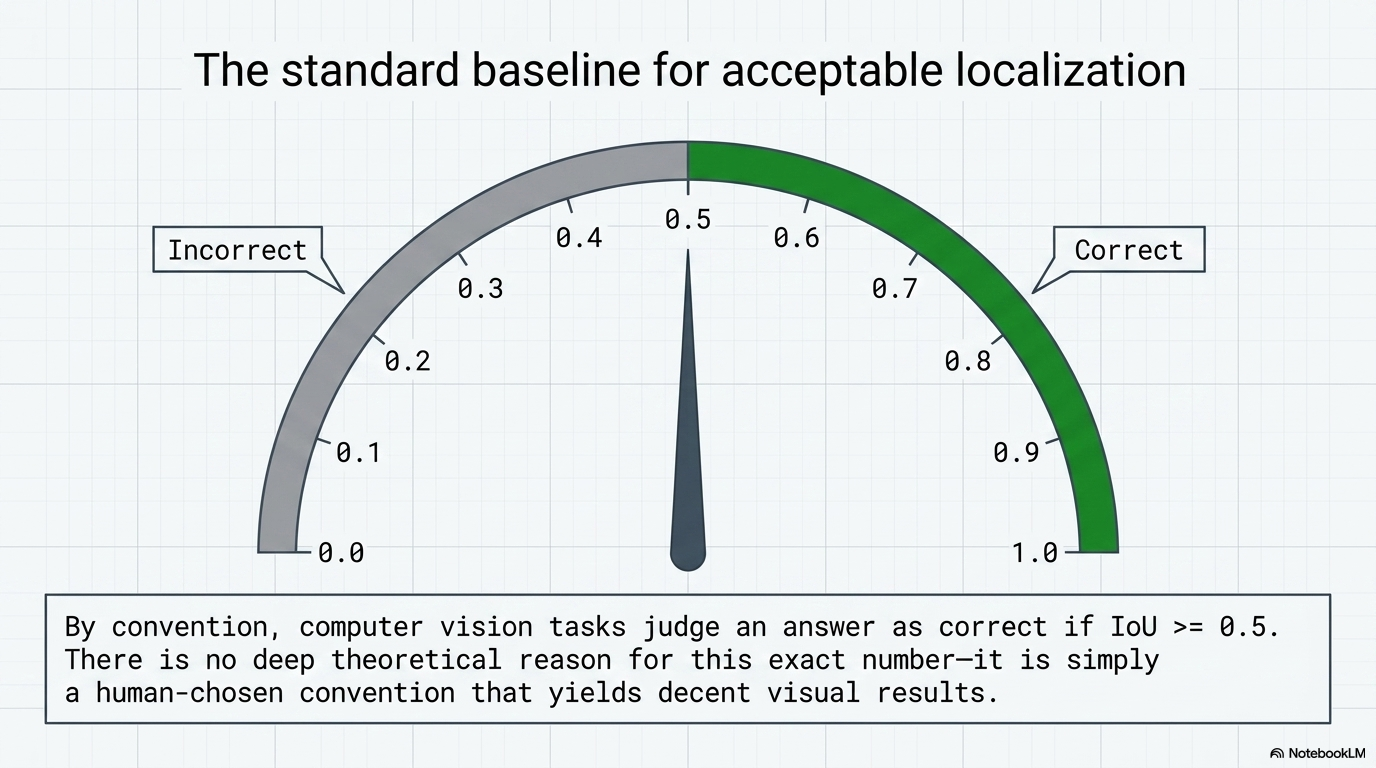 The standard baseline for acceptable localization
Incorrect
Correct
0.0
0.1
0.2
0.3
0.4
0.5
0.6
0.7
0.8
0.9
1.0
By convention, computer vision tasks judge an answer as correct if IoU >= 0.5.
There is no deep theoretical reason for this exact number—it is simply
a human-chosen convention that yields decent visual results.
NotebookLM